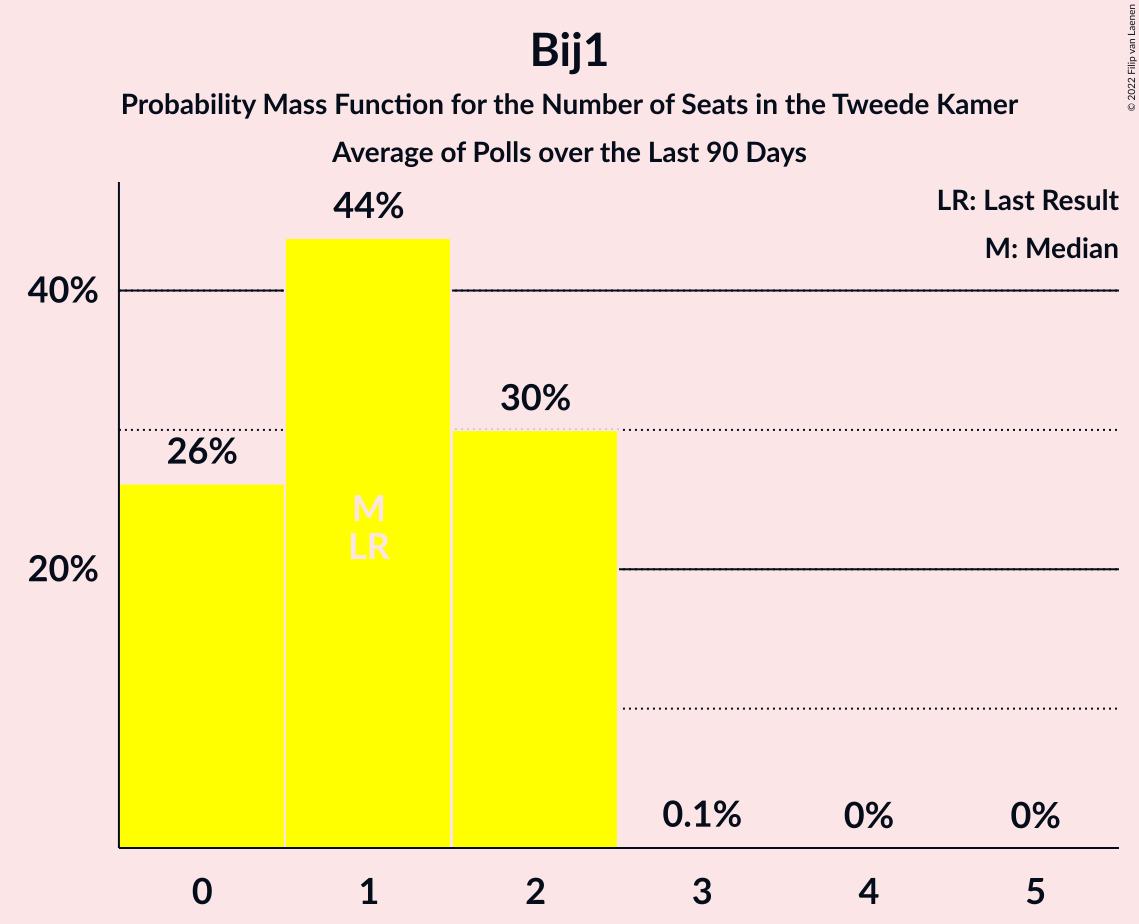 Bij1
Probability Mass Function for the Number of Seats in the Tweede Kamer
Average of Polls over the Last 90 Days
© 2022 Filip van Laenen
LR: Last Result
M: Median
44%
40%
30%
26%
M
LR
20%
0.1%
0%
0%
0
1
2
3
4
5